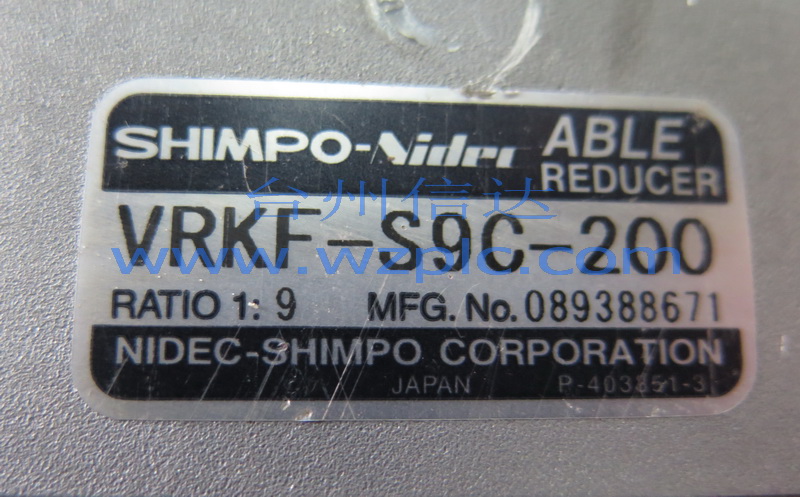 SHIMPO-Nidec ABLE
REDUCER
台州信达
VRKF-S9C-200
www.wzplc.com
RATIO 1:9 MFG. No. 089388671
NIDEC-SHIMPO CORPORATION
JAPAN P-403351-3